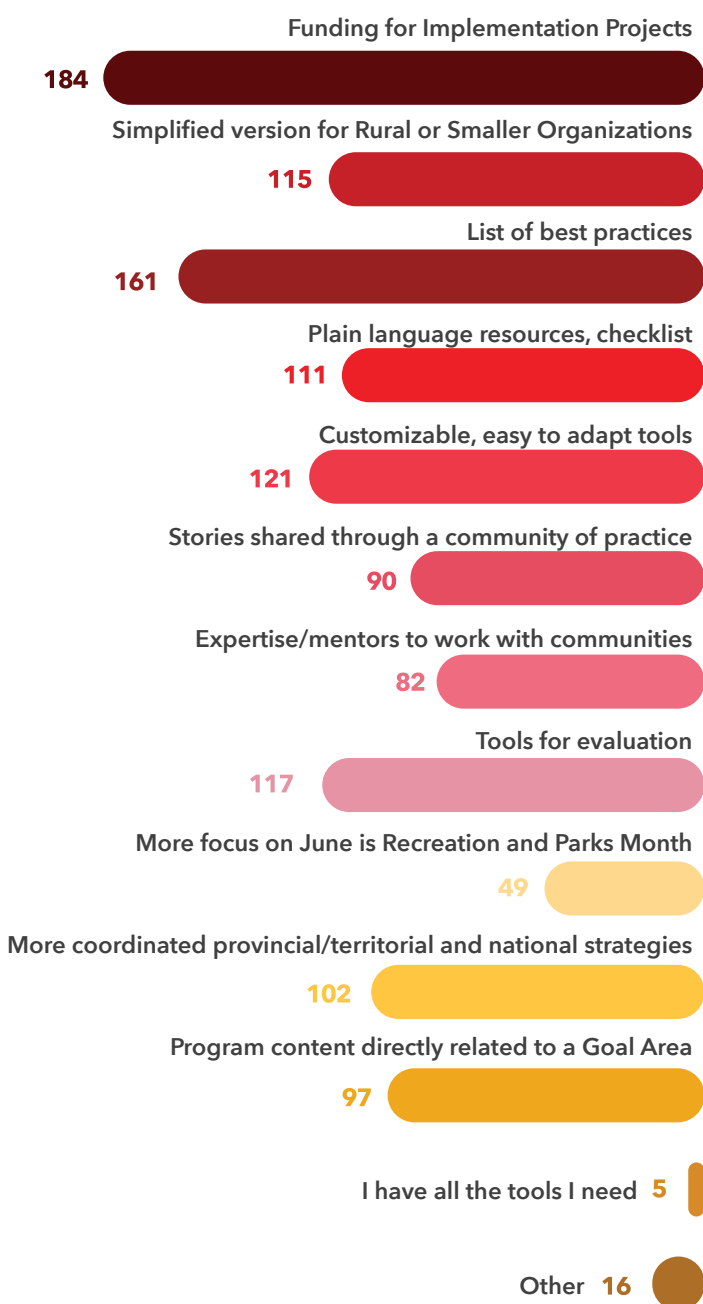 Funding for Implementation Projects
184
Simplified version for Rural or Smaller Organizations
115
List of best practices
161
Plain language resources, checklist
111
Customizable, easy to adapt tools
121
Stories shared through a community of practice
90
Expertise/mentors to work with communities
82
Tools for evaluation
117
More focus on June is Recreation and Parks Month
49
More coordinated provincial/territorial and national strategies
102
Program content directly related to a Goal Area
97
I have all the tools I need 5
Other 16